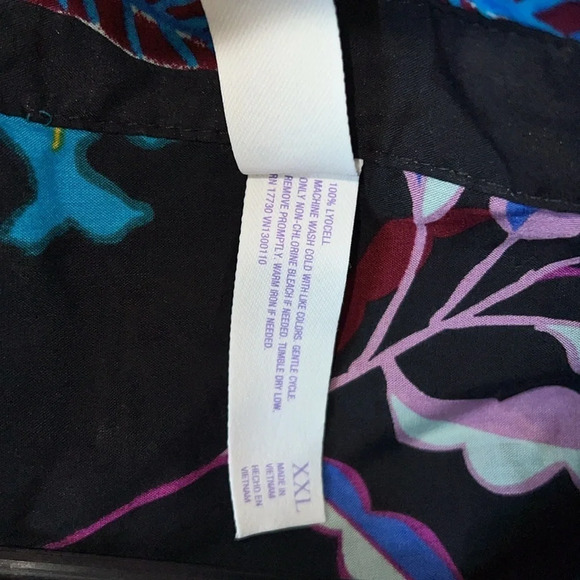 100% LYOCELL
MACHINE WASH COLD WITH LIKE COLORS. GENTLE CYCLE.
ONLY NON-CHLORINE BLEACH IF NEEDED. TUMBLE DRY LOW.
REMOVE PROMPTLY. WARM IRON IF NEEDED.
RN 17730 VN1300110
XXL
MADE IN
VIETNAM
HECHO EN
VIETNAM